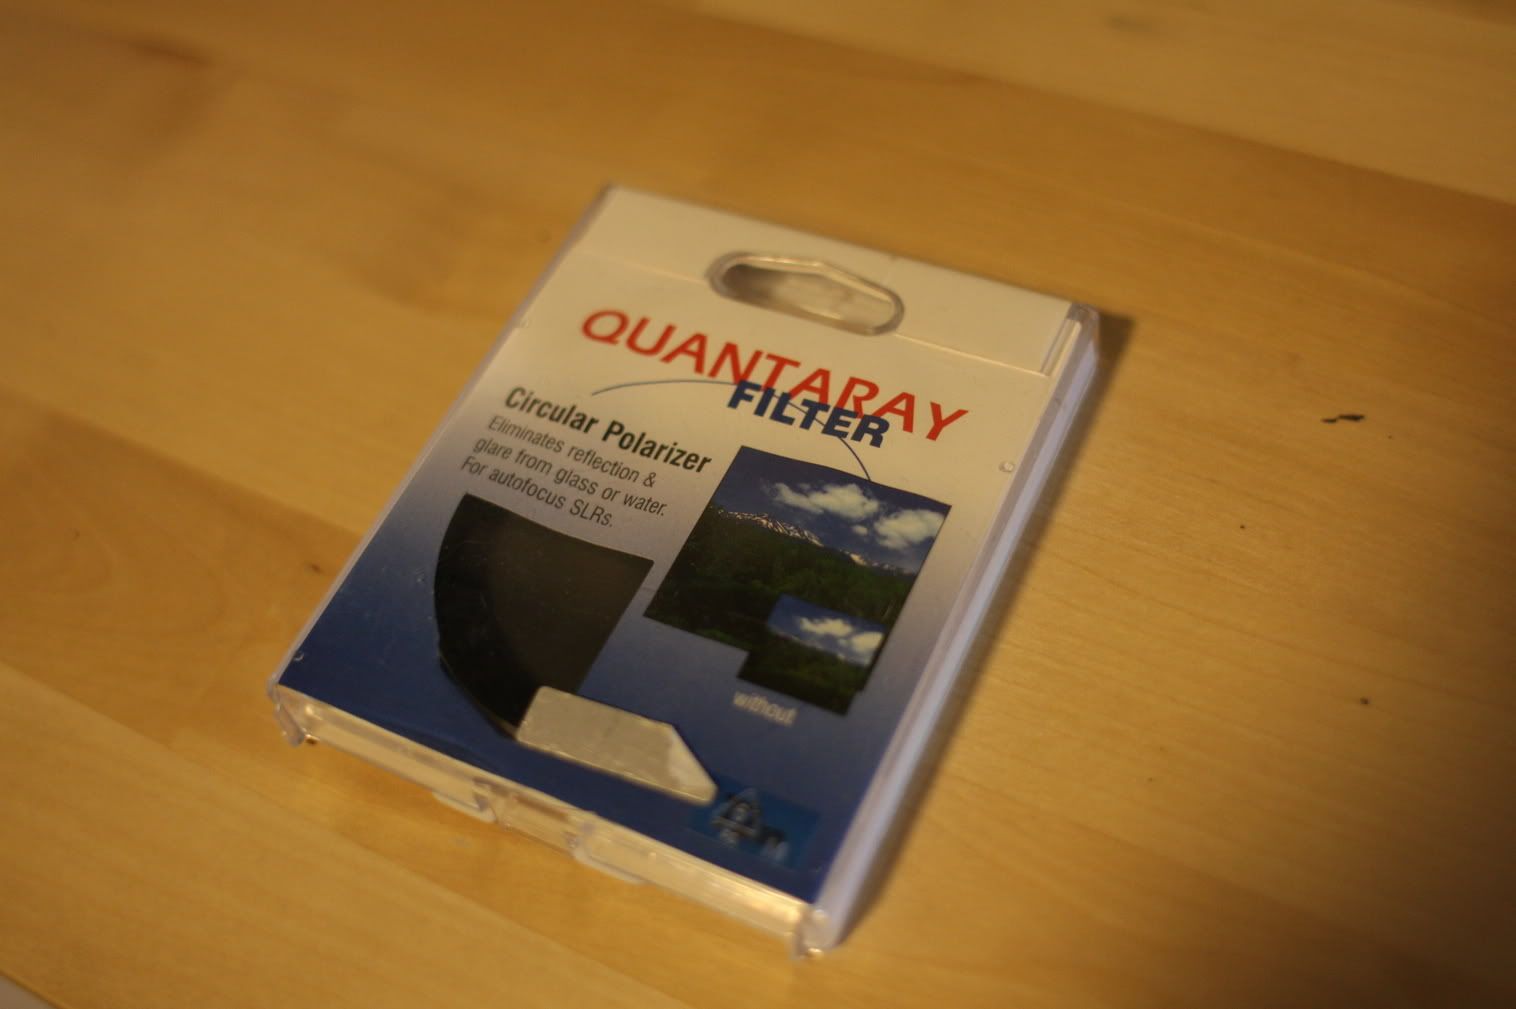 QUANTARAY
FILTER
Circular Polarizer
Eliminates reflection &
glare from glass or water.
For autofocus SLRs.
without